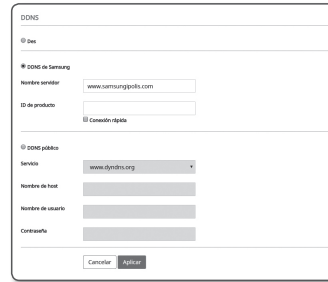 DDNS
Des
DDNS de Samsung
Nombre servidor
www.samsungipolis.com
ID de producto
Conexión rápida
DDNS público
Servicio
www.dyndns.org
Nombre de host
Nombre de usuario
Contraseña
Cancelar Aplicar